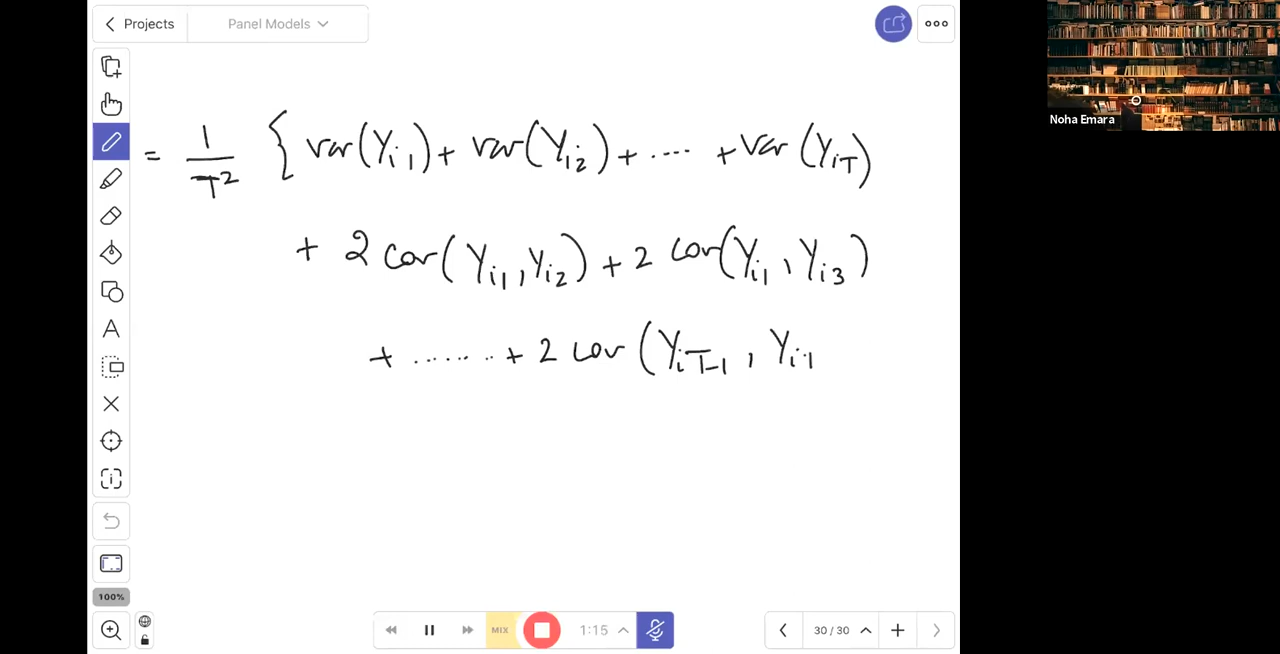 Projects
Panel Models
Noha Emara
= 1/T² { var(Yi1) + var(Yi2) + .... + var(YiT)
+ 2 cov(Yi1, Yi2) + 2 cov(Yi1, Yi3)
+ ...... + 2 cov(YiT-1, Yi
A
100%
MIX
1:15
30 / 30